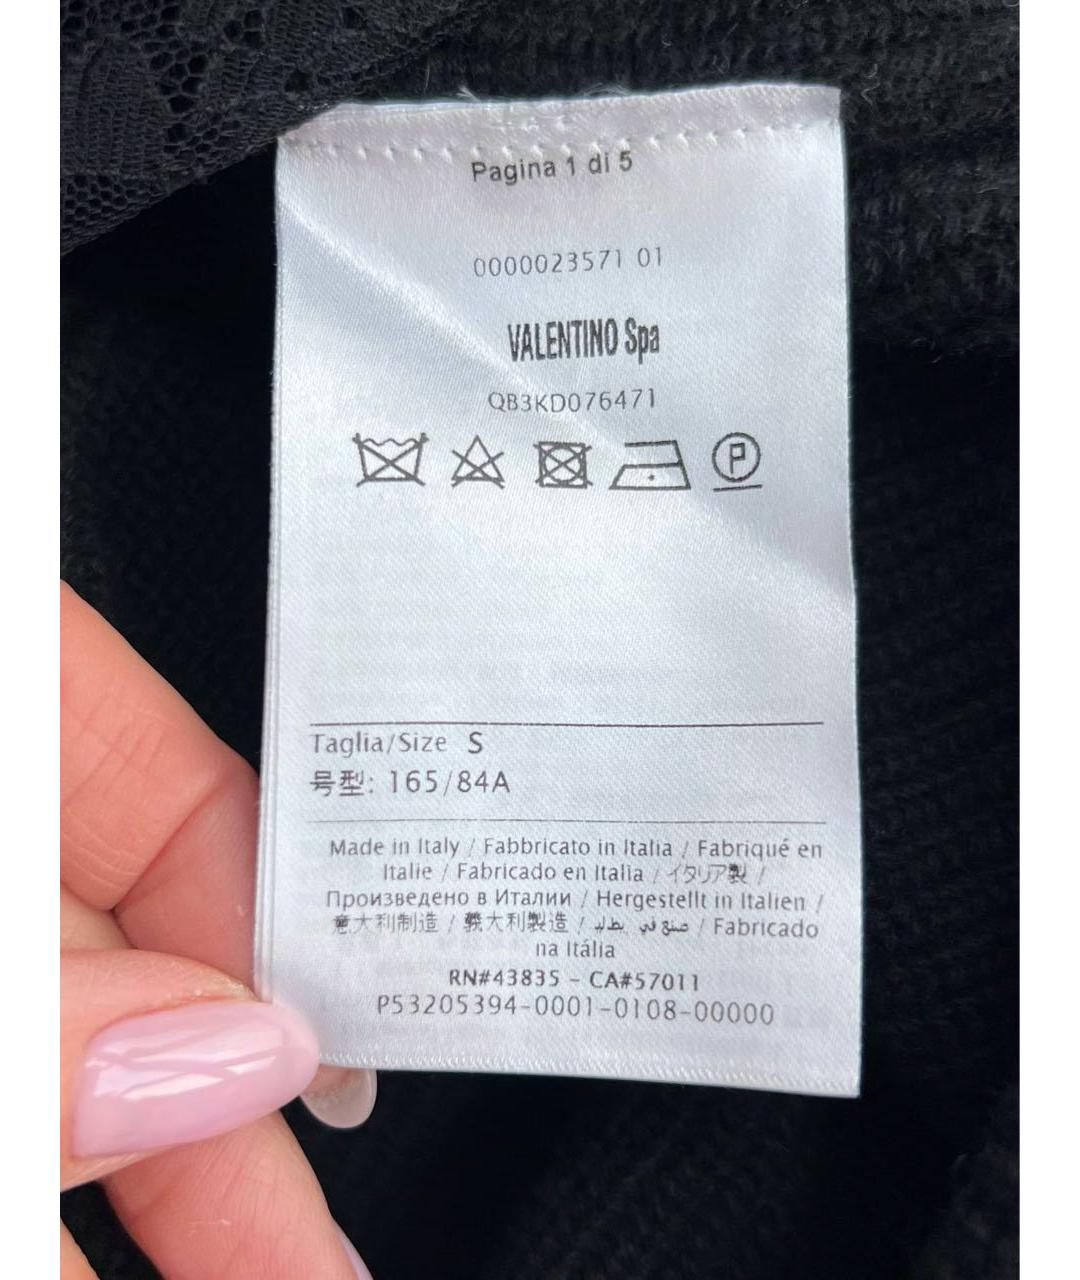 Pagina 1 di 5
0000023571 01
VALENTINO Spa
QB3KD076471
P
Taglia/Size S
号型: 165/84A
Made in Italy / Fabbricato in Italia / Fabriqué en
Italie / Fabricado en Italia / イタリア製 /
Произведено в Италии / Hergestellt in Italien /
意大利制造 / 義大利製造 / صنع في / Fabricado
na Itália
RN#43835 - CA#57011
P53205394-0001-0108-00000